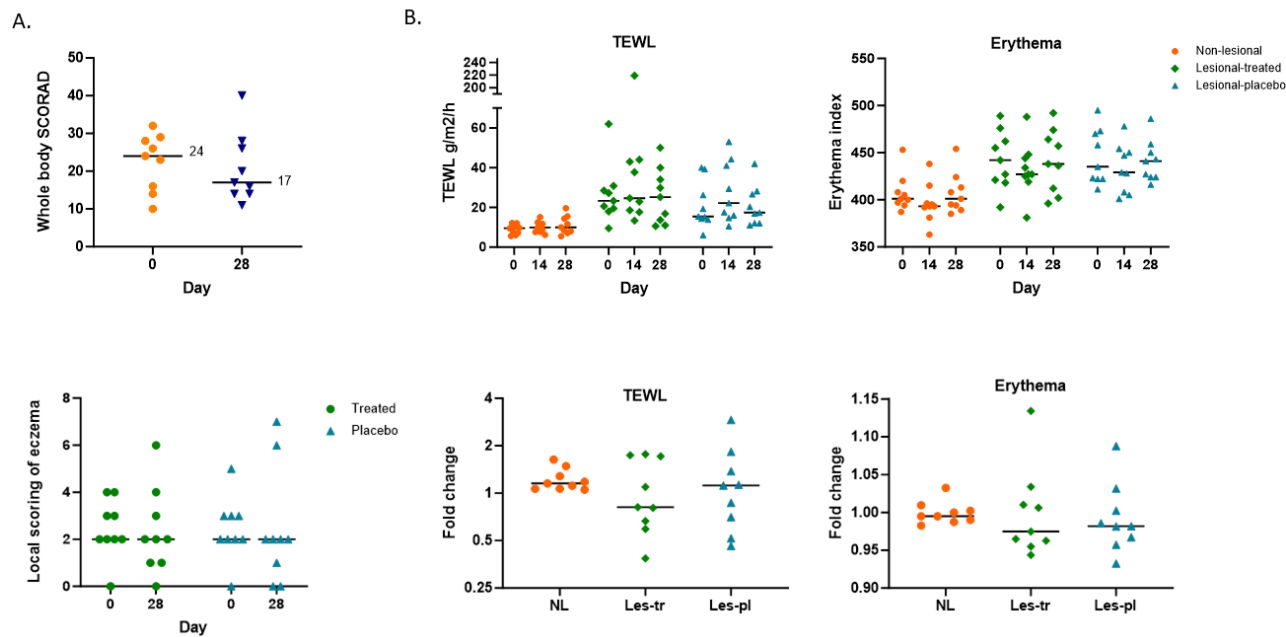 A.
Whole body SCORAD
50
40
30
20
10
0
24
17
0 28
Day
B.
TEWL
TEWL g/m2/h
220
200
60
40
20
0
0 14 28 0 14 28 0 14 28
Day
Erythema
Erythema index
500
450
400
350
0 14 28 0 14 28 0 14 28
Day
Non-lesional
Lesional-treated
Lesional-placebo
Local scoring of eczema
8
6
4
2
0
0 28 0 28
Day
Treated
Placebo
TEWL
Fold change
4
2
1
0.5
0.25
NL Les-tr Les-pl
Erythema
Fold change
1.15
1.10
1.05
1.00
0.95
0.90
NL Les-tr Les-pl